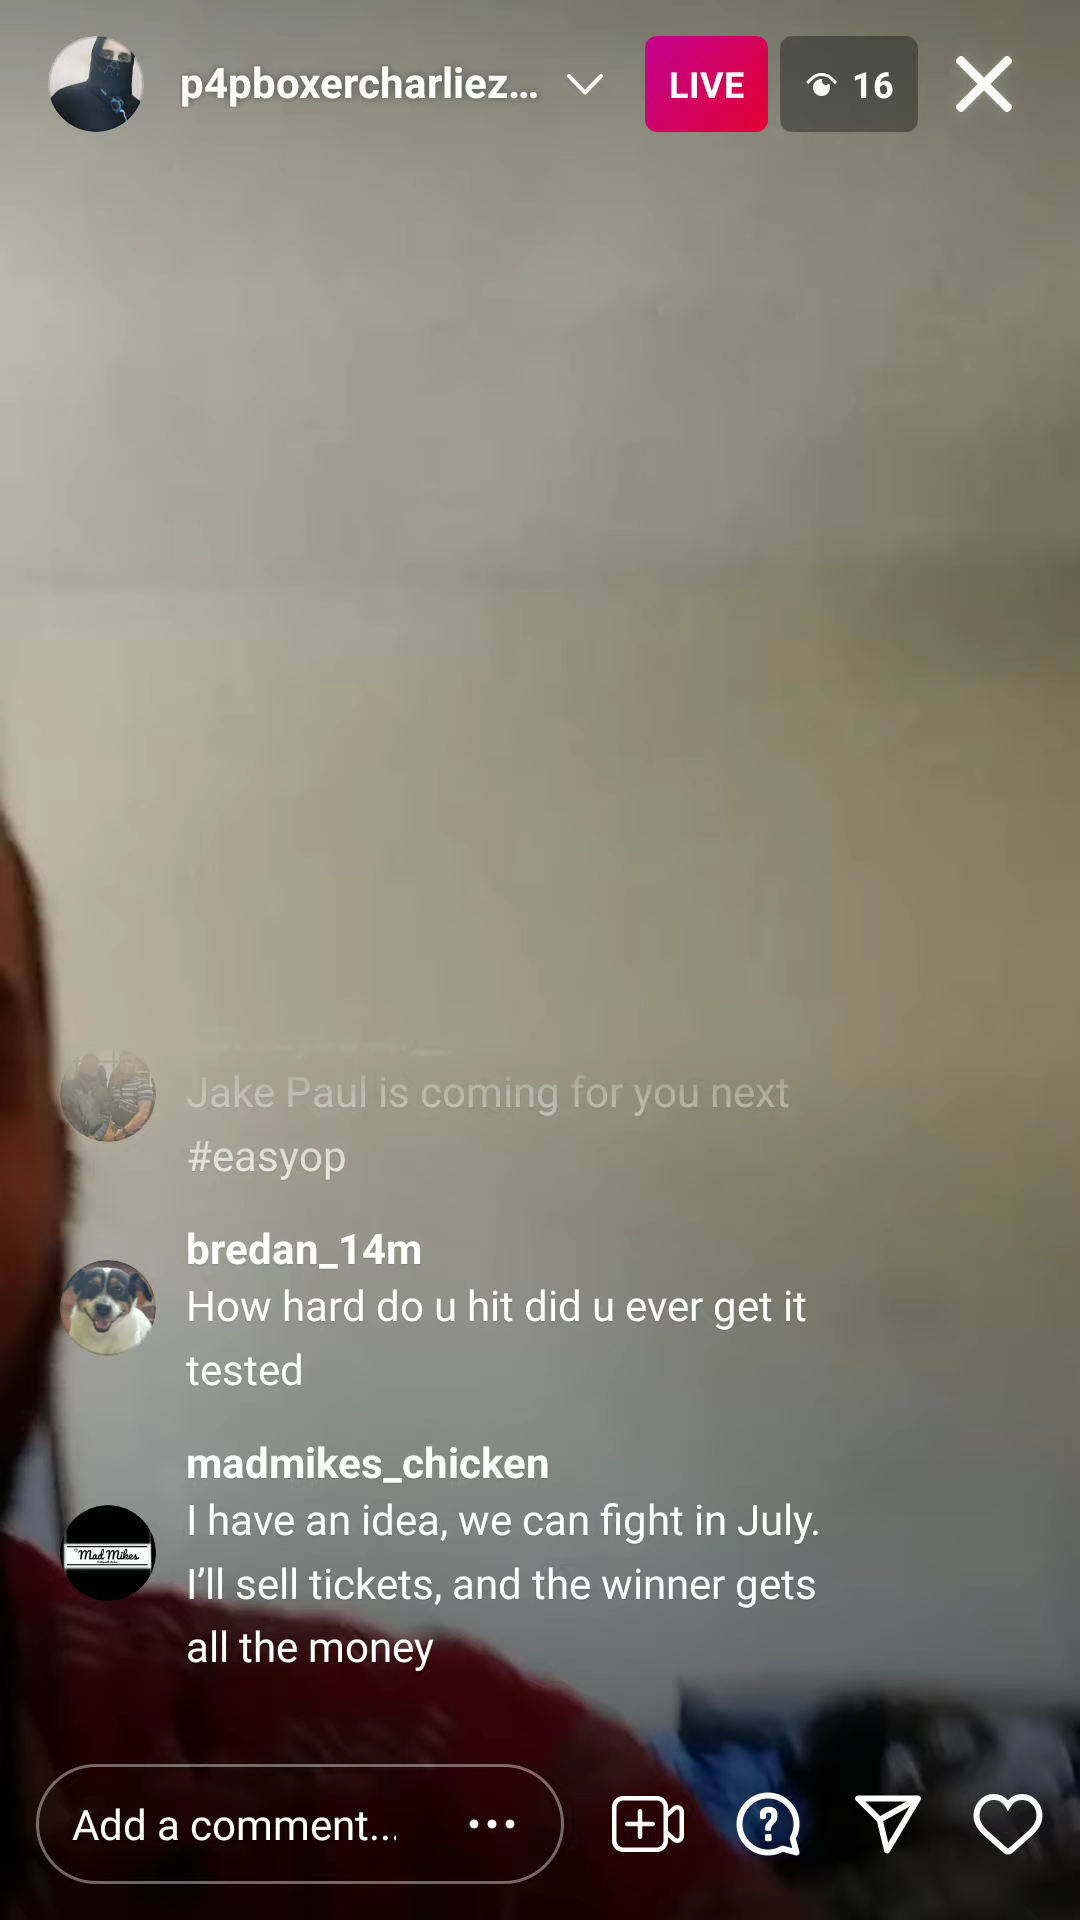 p4pboxercharliez...
LIVE
16
Jake Paul is coming for you next
#easyop
bredan_14m
How hard do u hit did u ever get it
tested
madmikes_chicken
Mad Mikes
I have an idea, we can fight in July.
I’ll sell tickets, and the winner gets
all the money
Add a comment...